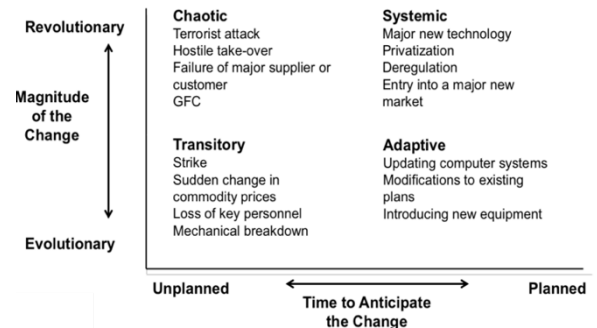 Revolutionary
Magnitude
of the
Change
Evolutionary
Chaotic
Terrorist attack
Hostile take-over
Failure of major supplier or
customer
GFC
Systemic
Major new technology
Privatization
Deregulation
Entry into a major new
market
Transitory
Strike
Sudden change in
commodity prices
Loss of key personnel
Mechanical breakdown
Adaptive
Updating computer systems
Modifications to existing
plans
Introducing new equipment
Unplanned
Planned
Time to Anticipate
the Change